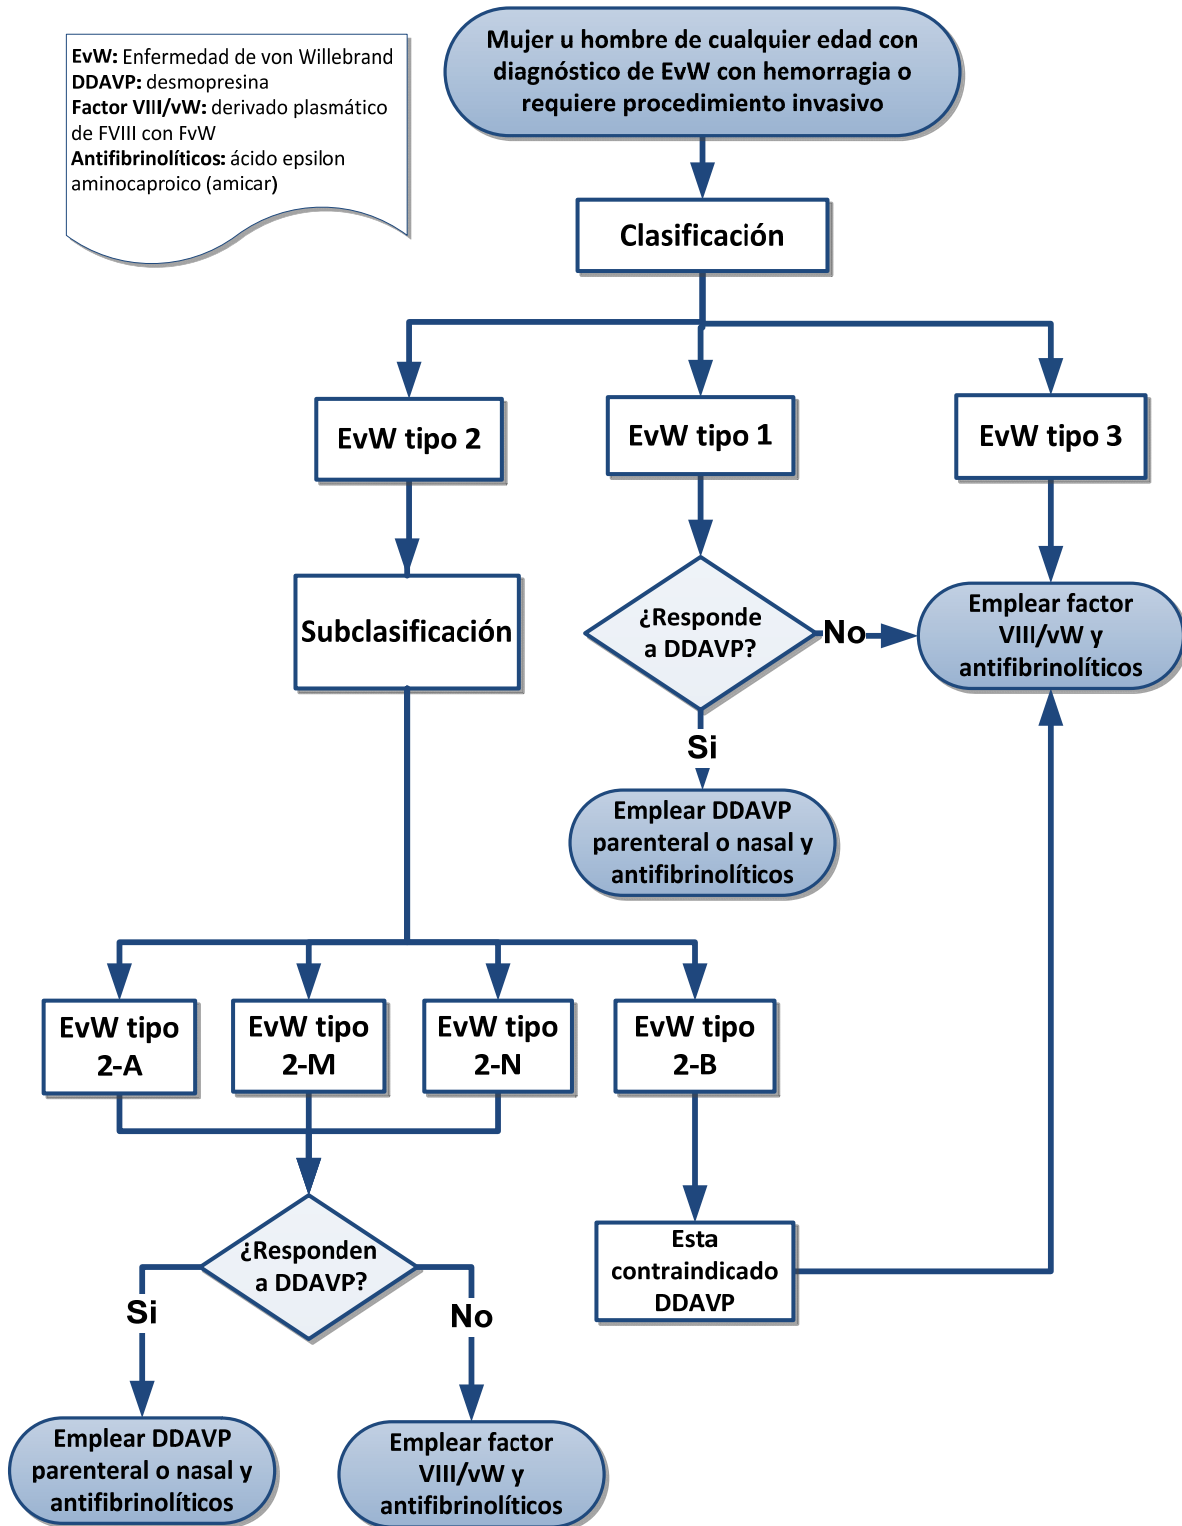 EvW: Enfermedad de von Willebrand
DDAVP: desmopresina
Factor VIII/vW: derivado plasmático
de FVIII con FvW
Antifibrinolíticos: ácido epsilon
aminocaproico (amicar)
Mujer u hombre de cualquier edad con
diagnóstico de EvW con hemorragia o
requiere procedimiento invasivo
Clasificación
EvW tipo 2
EvW tipo 1
EvW tipo 3
Subclasificación
¿Responde
a DDAVP?
No
Emplear factor
VIII/vW y
antifibrinolíticos
Si
Emplear DDAVP
parenteral o nasal y
antifibrinolíticos
EvW tipo
2-A
EvW tipo
2-M
EvW tipo
2-N
EvW tipo
2-B
¿Responden
a DDAVP?
Esta
contraindicado
DDAVP
Si
No
Emplear DDAVP
parenteral o nasal y
antifibrinolíticos
Emplear factor
VIII/vW y
antifibrinolíticos